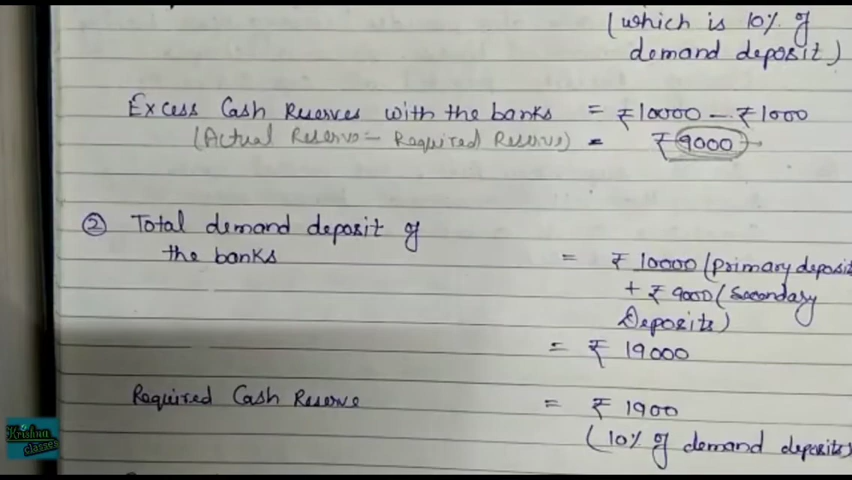 (which is 10% of
demand deposit)
Excess Cash Reserves with the banks = ₹10000 - ₹1000
(Actual Reserve - Required Reserve) = ₹9000
② Total demand deposit of
the banks = ₹10000 (Primary deposit
+ ₹9000 (Secondary
Deposits)
= ₹19000
Required Cash Reserve = ₹1900
(10% of demand deposits)
Krishna
classes